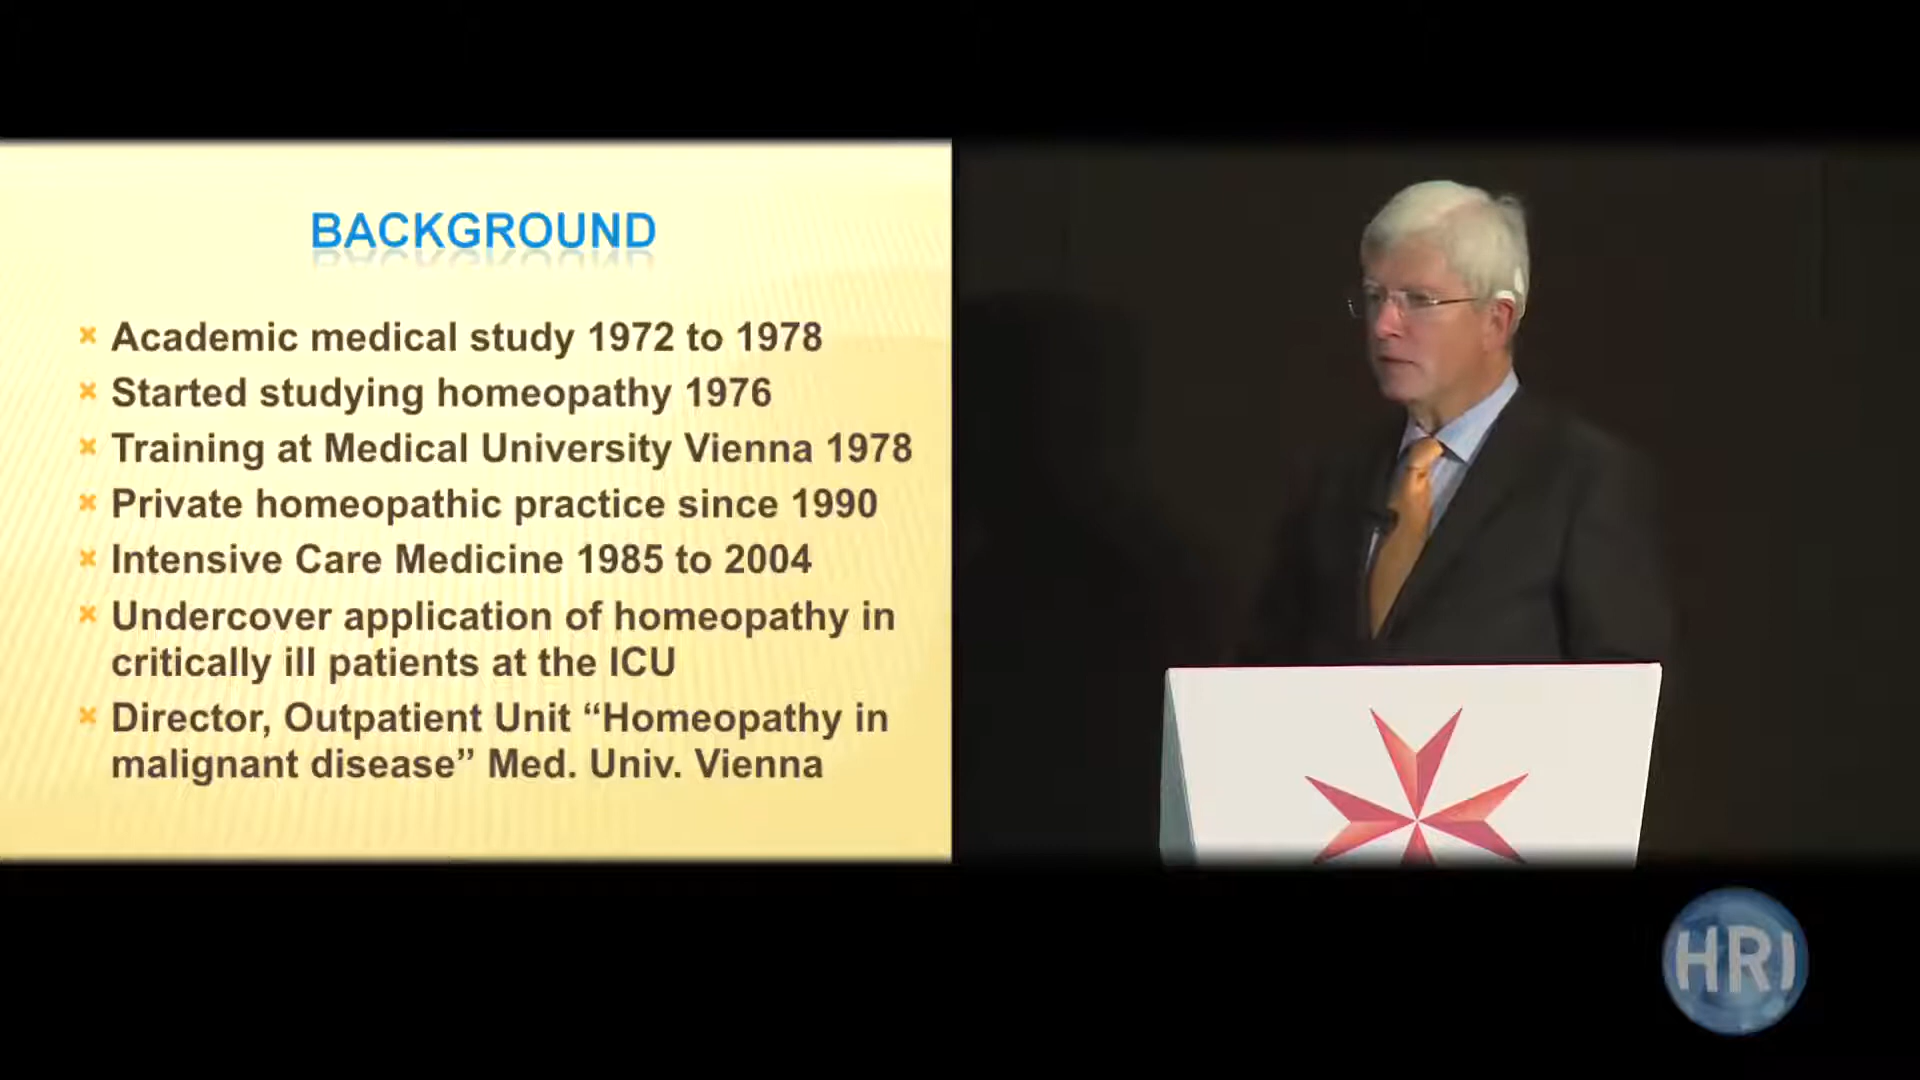 BACKGROUND
Academic medical study 1972 to 1978
Started studying homeopathy 1976
Training at Medical University Vienna 1978
Private homeopathic practice since 1990
Intensive Care Medicine 1985 to 2004
Undercover application of homeopathy in
critically ill patients at the ICU
Director, Outpatient Unit “Homeopathy in
malignant disease” Med. Univ. Vienna
HRI